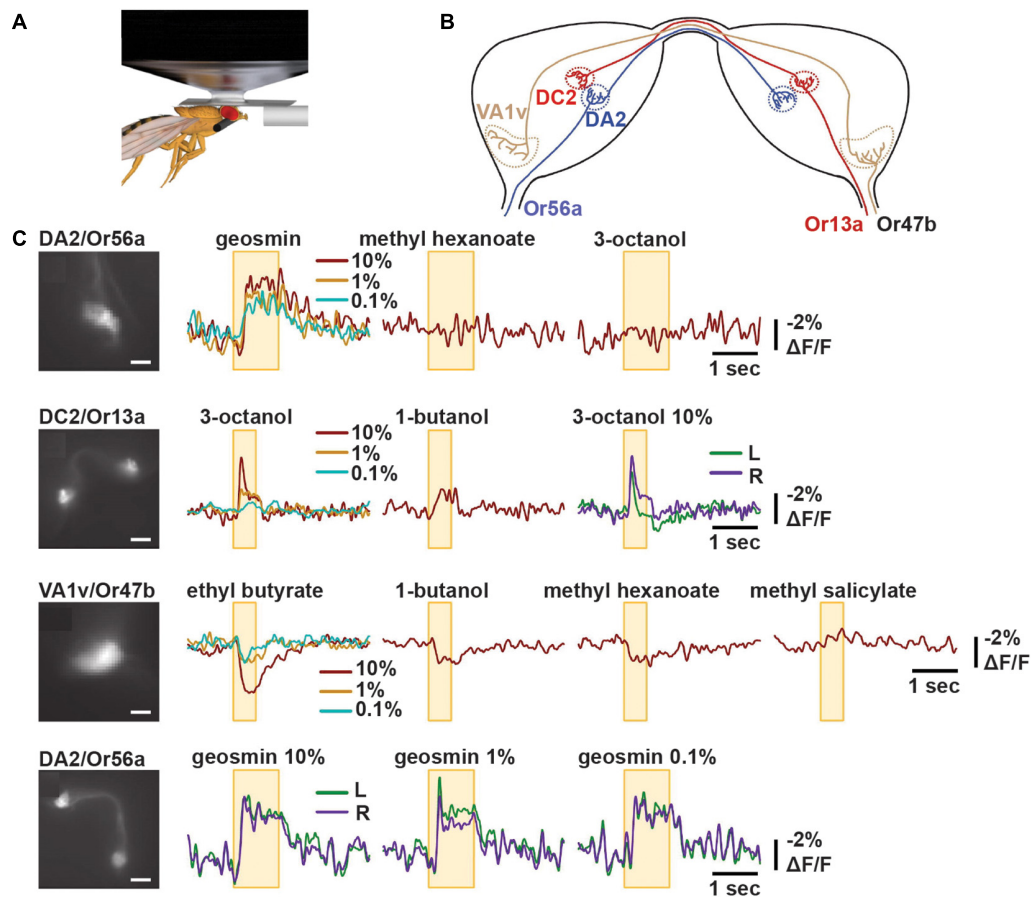 A
B
DC2
VA1v
DA2
Or56a
Or13a
Or47b
C
DA2/Or56a
geosmin
methyl hexanoate
3-octanol
10%
1%
0.1%
-2%
ΔF/F
1 sec
DC2/Or13a
3-octanol
1-butanol
3-octanol 10%
10%
1%
0.1%
L
R
-2%
ΔF/F
1 sec
VA1v/Or47b
ethyl butyrate
1-butanol
methyl hexanoate
methyl salicylate
10%
1%
0.1%
-2%
ΔF/F
1 sec
DA2/Or56a
geosmin 10%
geosmin 1%
geosmin 0.1%
L
R
-2%
ΔF/F
1 sec